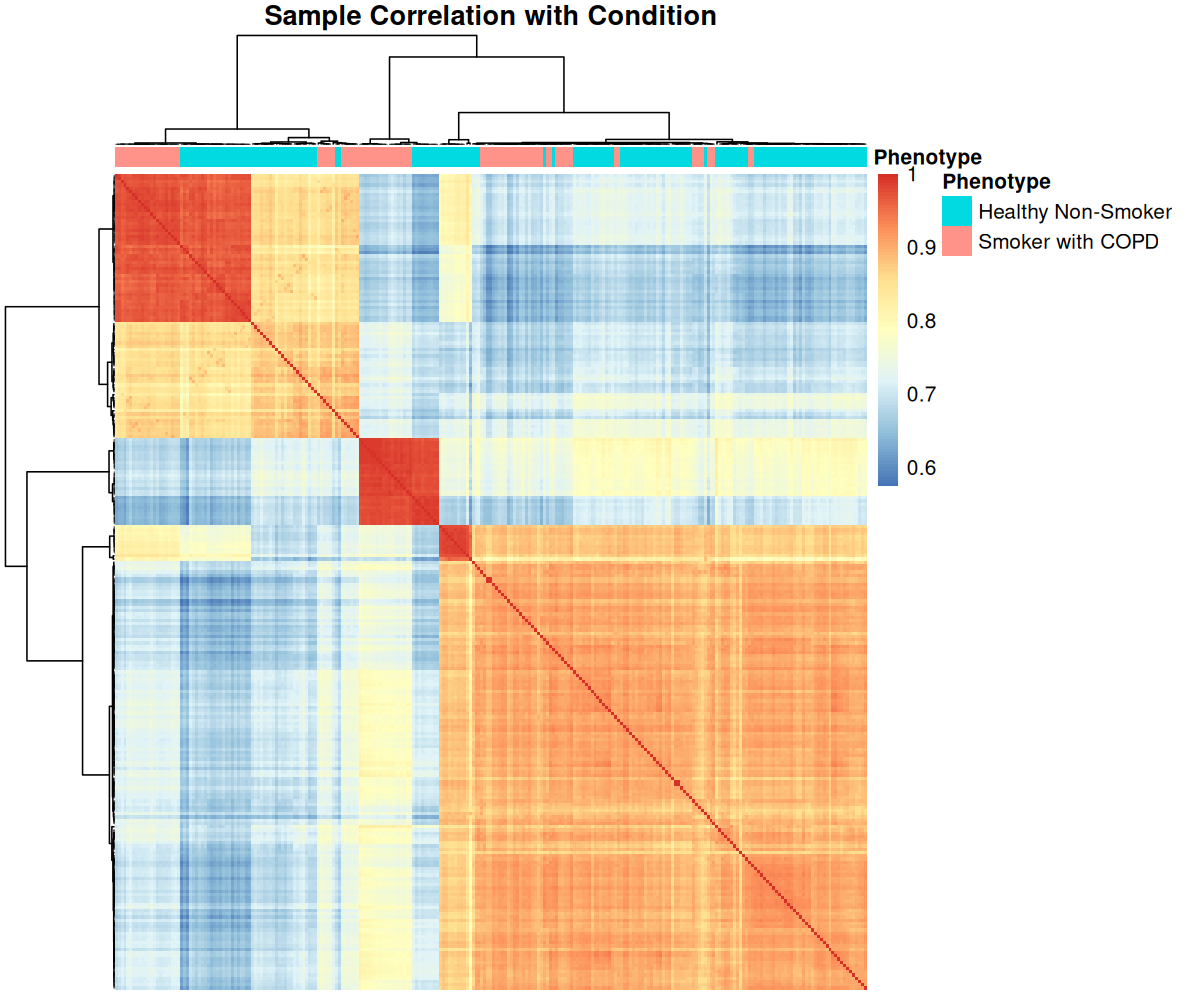 Sample Correlation with Condition
Phenotype
1
0.9
0.8
0.7
0.6
Phenotype
Healthy Non-Smoker
Smoker with COPD